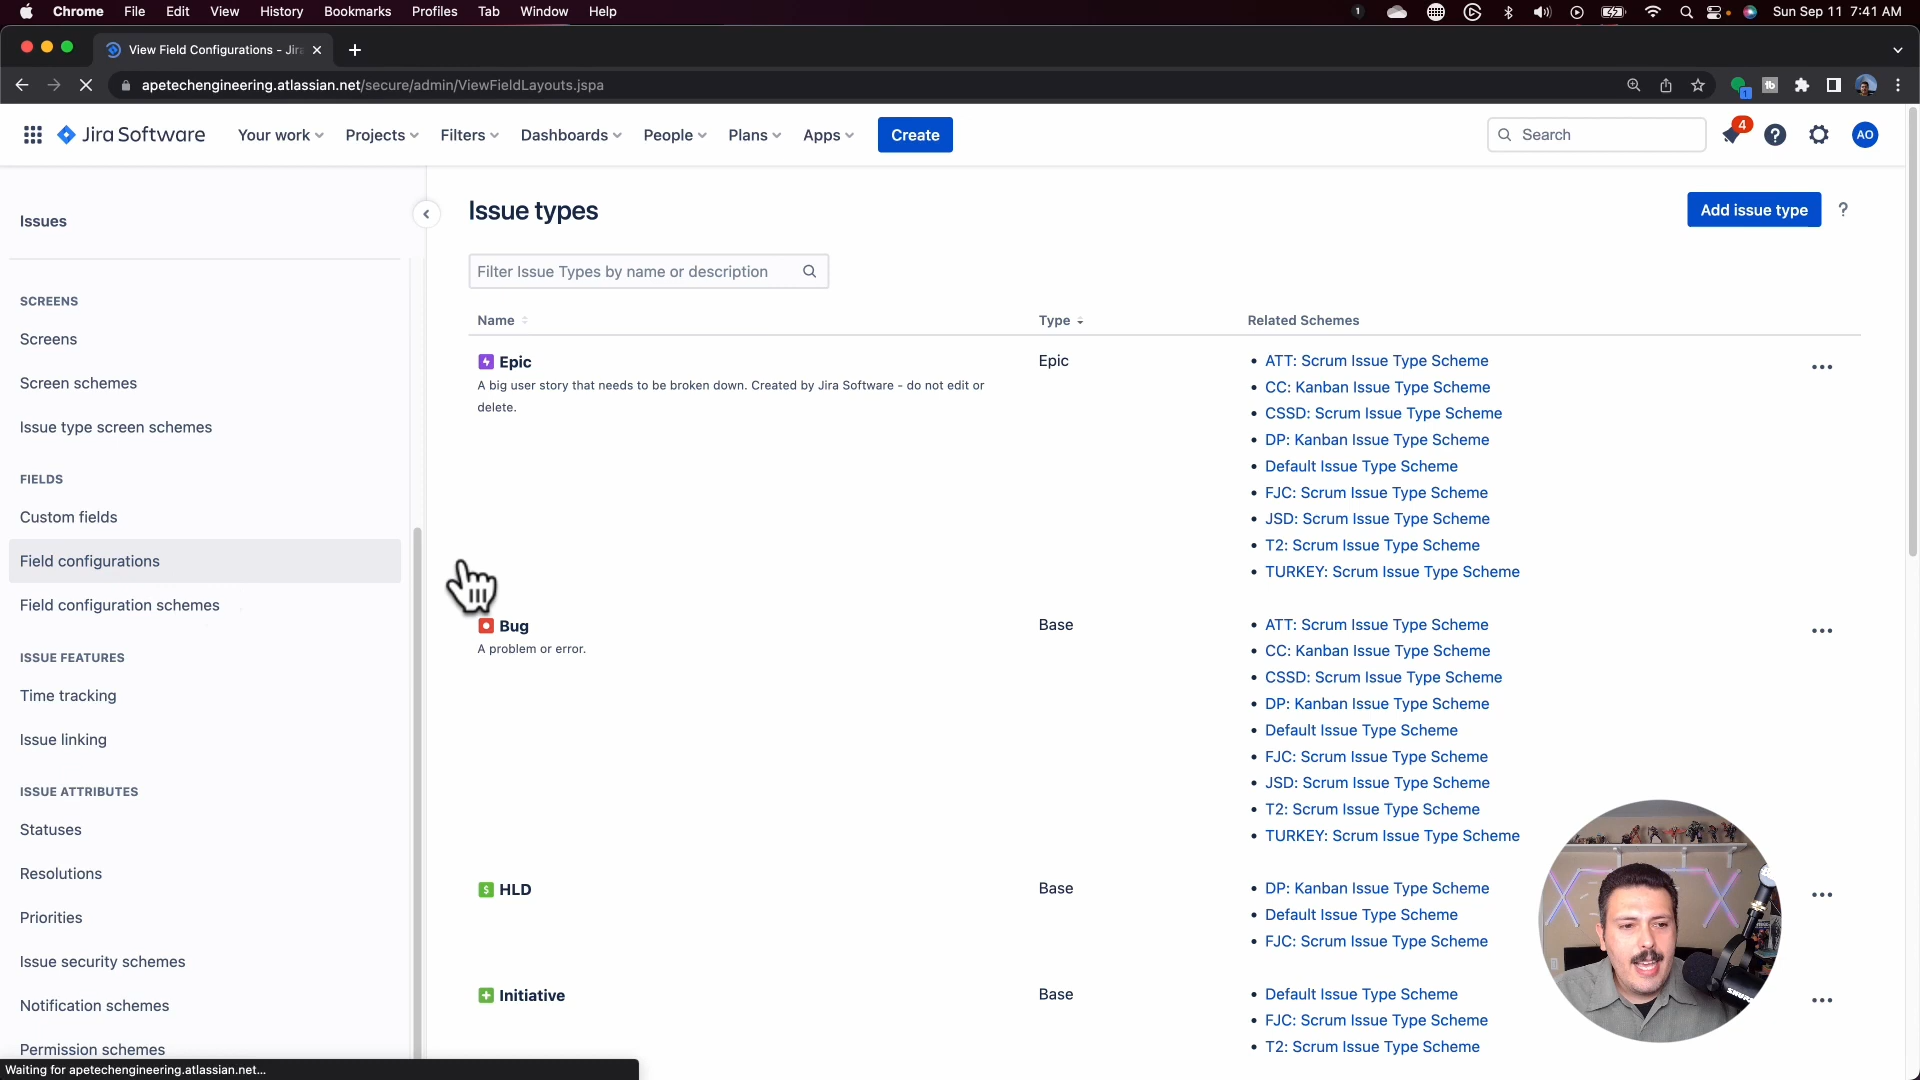 Chrome File Edit View History Bookmarks Profiles Tab Window Help
1 Sun Sep 11 7:41 AM
View Field Configurations - Jira
apetechengineering.atlassian.net/secure/admin/ViewFieldLayouts.jspa
1 tb
Jira Software Your work Projects Filters Dashboards People Plans Apps Create Search 4 ? AO
Issues
SCREENS
Screens
Screen schemes
Issue type screen schemes
FIELDS
Custom fields
Field configurations
Field configuration schemes
ISSUE FEATURES
Time tracking
Issue linking
ISSUE ATTRIBUTES
Statuses
Resolutions
Priorities
Issue security schemes
Notification schemes
Permission schemes
Waiting for apetechengineering.atlassian.net...
Issue types
Add issue type ?
Filter Issue Types by name or description
Name Type Related Schemes
Epic
A big user story that needs to be broken down. Created by Jira Software - do not edit or
delete.
Epic
• ATT: Scrum Issue Type Scheme
• CC: Kanban Issue Type Scheme
• CSSD: Scrum Issue Type Scheme
• DP: Kanban Issue Type Scheme
• Default Issue Type Scheme
• FJC: Scrum Issue Type Scheme
• JSD: Scrum Issue Type Scheme
• T2: Scrum Issue Type Scheme
• TURKEY: Scrum Issue Type Scheme
Bug
A problem or error.
Base
• ATT: Scrum Issue Type Scheme
• CC: Kanban Issue Type Scheme
• CSSD: Scrum Issue Type Scheme
• DP: Kanban Issue Type Scheme
• Default Issue Type Scheme
• FJC: Scrum Issue Type Scheme
• JSD: Scrum Issue Type Scheme
• T2: Scrum Issue Type Scheme
• TURKEY: Scrum Issue Type Scheme
$ HLD
Base
• DP: Kanban Issue Type Scheme
• Default Issue Type Scheme
• FJC: Scrum Issue Type Scheme
Initiative
Base
• Default Issue Type Scheme
• FJC: Scrum Issue Type Scheme
• T2: Scrum Issue Type Scheme
SHURE